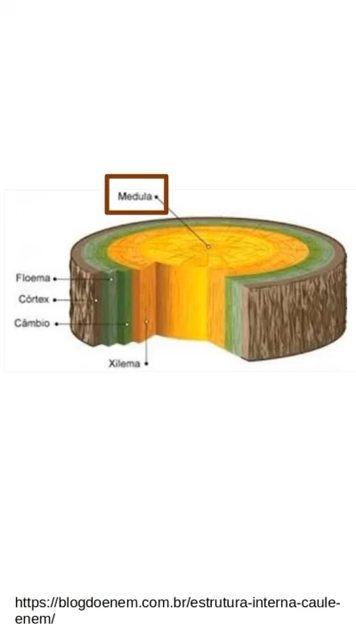 Medula
Floema
Córtex
Câmbio
Xilema
https://blogdoenem.com.br/estrutura-interna-caule-
enem/